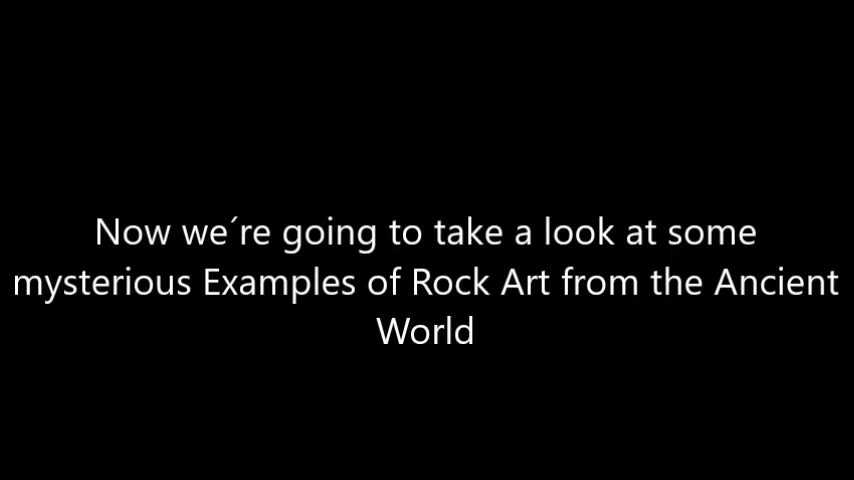 Now we´re going to take a look at some
mysterious Examples of Rock Art from the Ancient
World